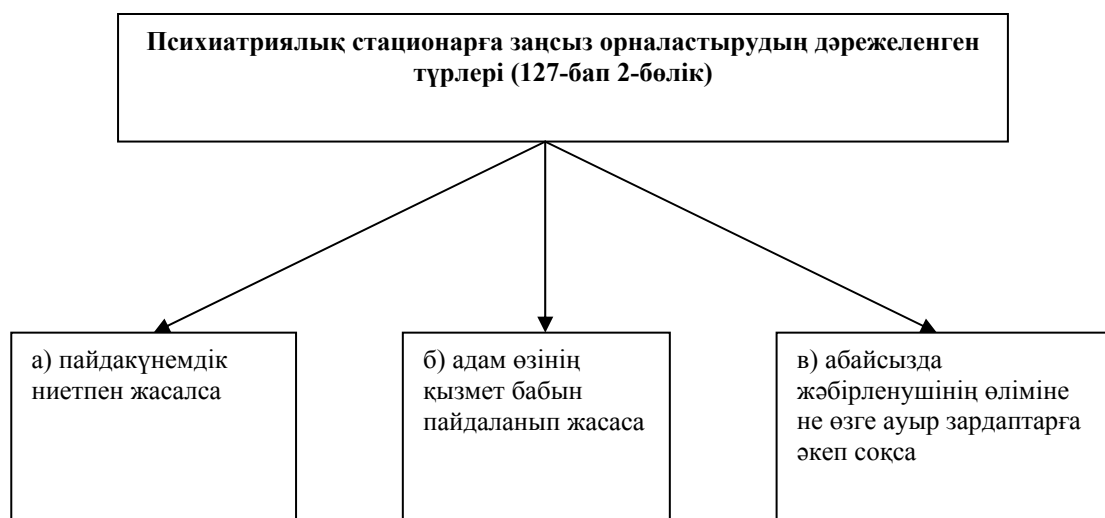 Психиатриялық стационарға заңсыз орналастырудың дәрежеленген
түрлері (127-бап 2-бөлік)
а) пайдакүнемдік
ниетпен жасалса
б) адам өзінің
қызмет бабын
пайдаланып жасаса
в) абайсызда
жәбірленушінің өліміне
не өзге ауыр зардаптарға
әкеп соқса